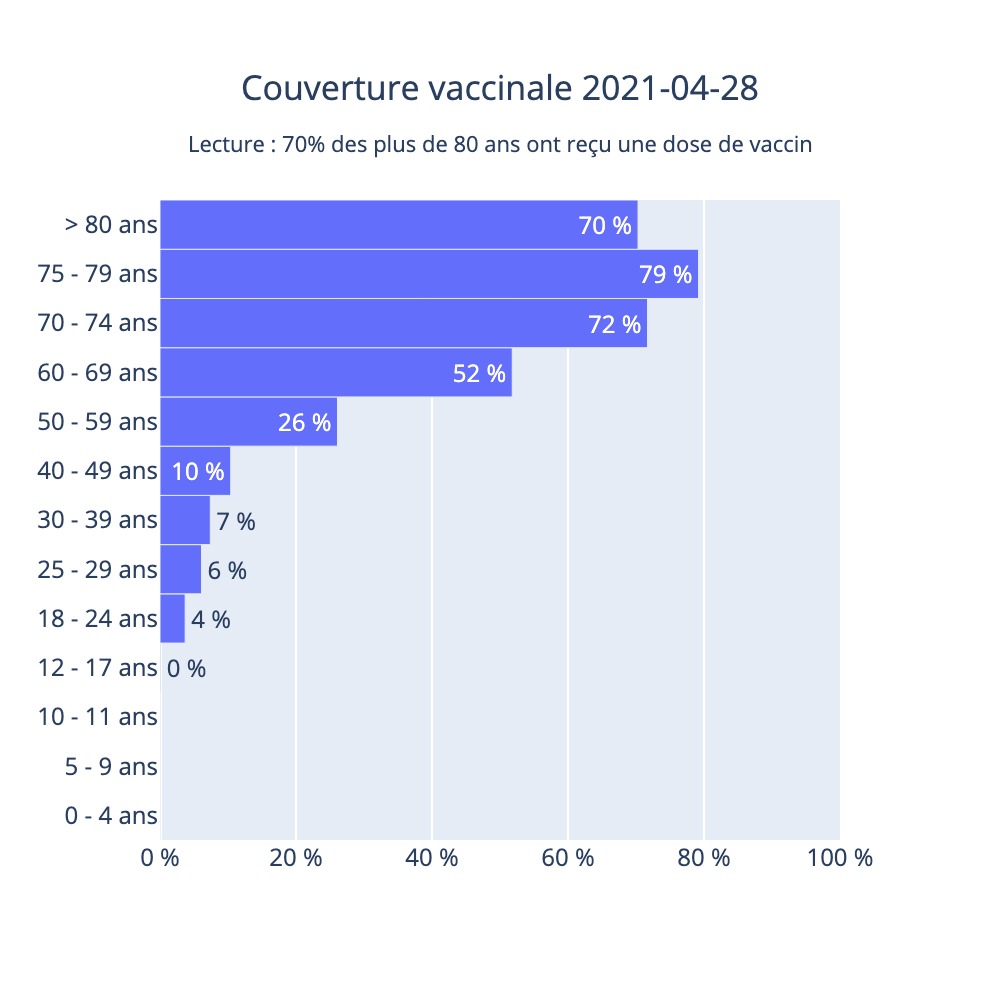 Couverture vaccinale 2021-04-28
Lecture : 70% des plus de 80 ans ont reçu une dose de vaccin
> 80 ans 70 %
75 - 79 ans 79 %
70 - 74 ans 72 %
60 - 69 ans 52 %
50 - 59 ans 26 %
40 - 49 ans 10 %
30 - 39 ans 7 %
25 - 29 ans 6 %
18 - 24 ans 4 %
12 - 17 ans 0 %
10 - 11 ans
5 - 9 ans
0 - 4 ans
0 % 20 % 40 % 60 % 80 % 100 %